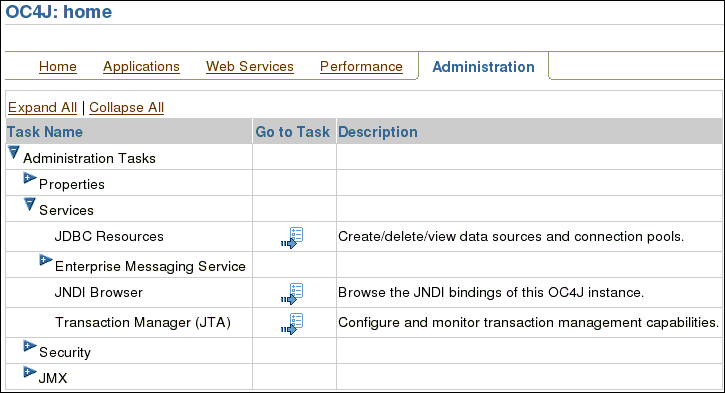 OC4J: home
Home Applications Web Services Performance Administration
Expand All | Collapse All
Task Name Go to Task Description
Administration Tasks
Properties
Services
JDBC Resources Create/delete/view data sources and connection pools.
Enterprise Messaging Service
JNDI Browser Browse the JNDI bindings of this OC4J instance.
Transaction Manager (JTA) Configure and monitor transaction management capabilities.
Security
JMX